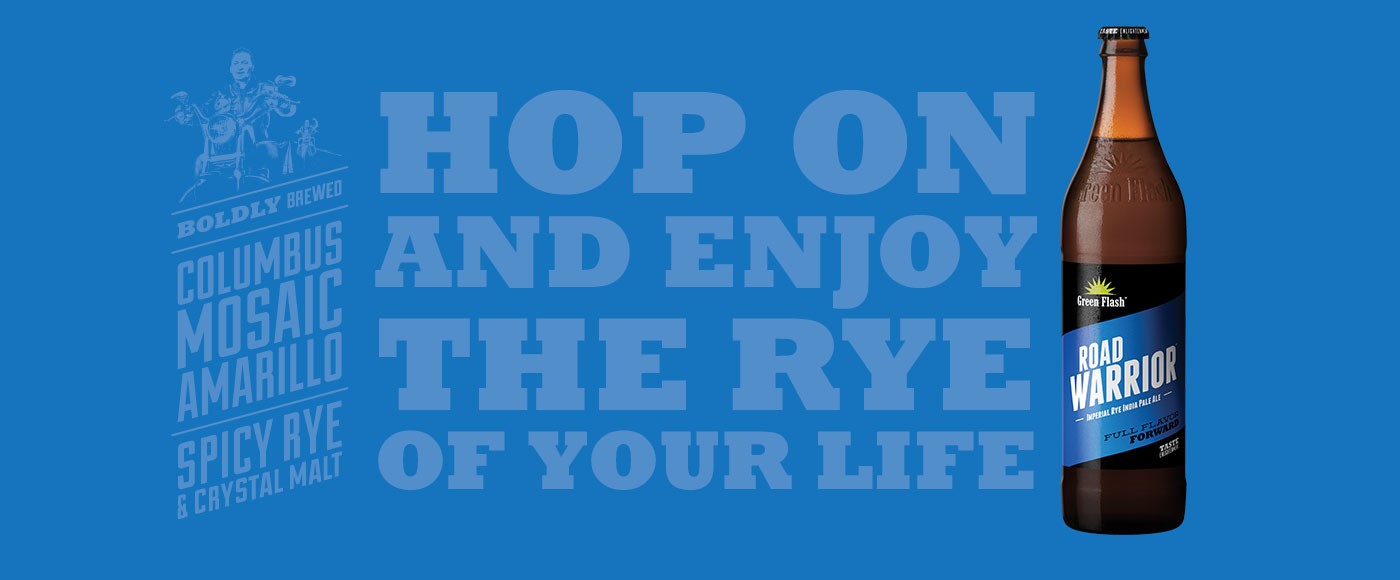 BOLDLY BREWED
COLUMBUS
MOSAIC
AMARILLO
SPICY RYE
& CRYSTAL MALT
HOP ON
AND ENJOY
THE RYE
OF YOUR LIFE
Green Flash
Green Flash™
ROAD
WARRIOR
IMPERIAL RYE INDIA PALE ALE
FULL FLAVOR
FORWARD
TASTE